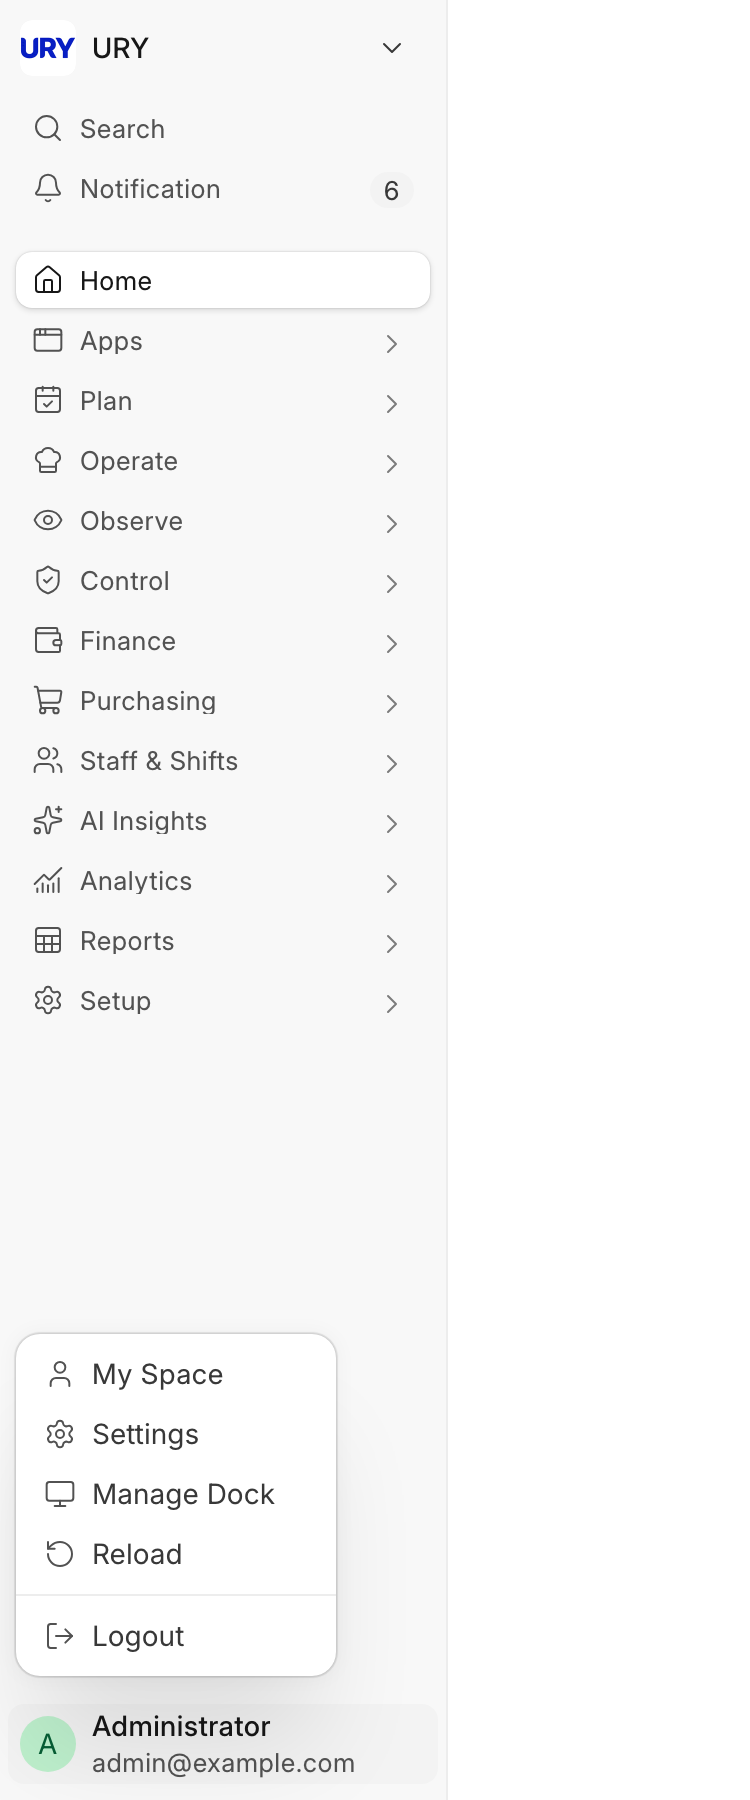 URY URY
Search
Notification 6
Home
Apps
Plan
Operate
Observe
Control
Finance
Purchasing
Staff & Shifts
AI Insights
Analytics
Reports
Setup
My Space
Settings
Manage Dock
Reload
Logout
A Administrator
admin@example.com